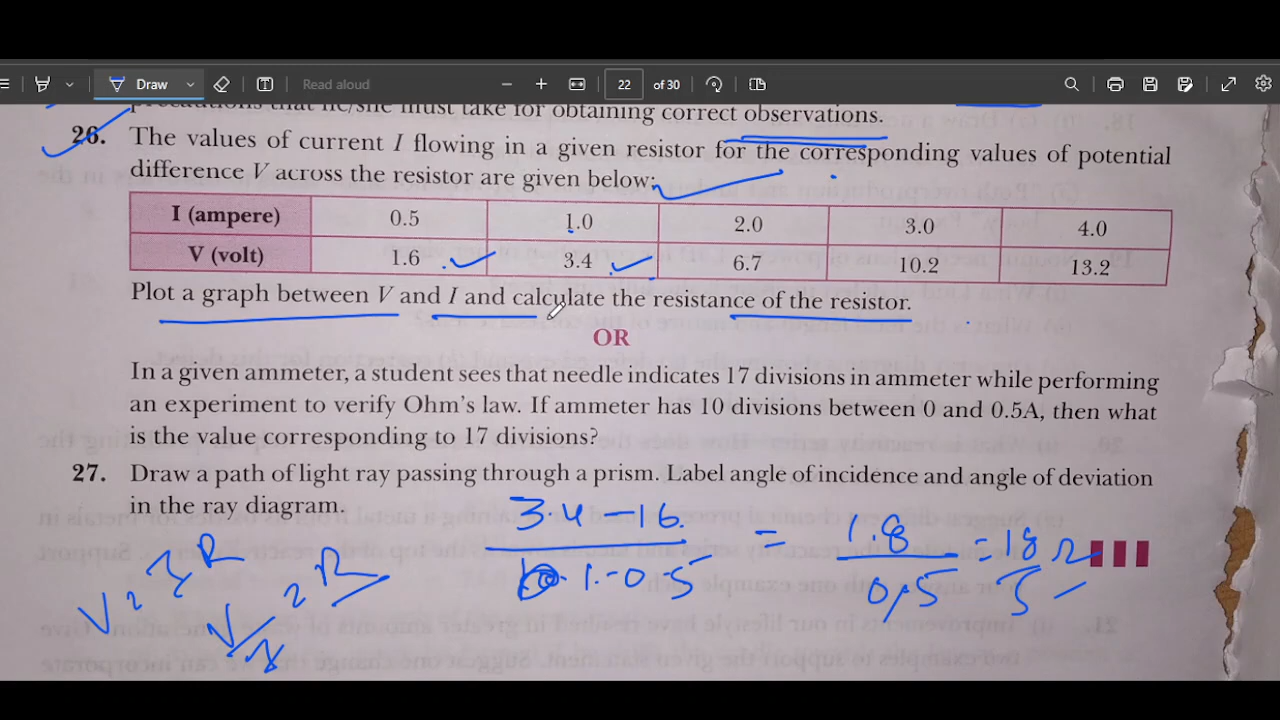 Draw
Read aloud
22 of 30
precautions that he/she must take for obtaining correct observations.
26. The values of current I flowing in a given resistor for the corresponding values of potential
difference V across the resistor are given below:
I (ampere) 0.5 1.0 2.0 3.0 4.0
V (volt) 1.6 3.4 6.7 10.2 13.2
Plot a graph between V and I and calculate the resistance of the resistor.
OR
In a given ammeter, a student sees that needle indicates 17 divisions in ammeter while performing
an experiment to verify Ohm's law. If ammeter has 10 divisions between 0 and 0.5A, then what
is the value corresponding to 17 divisions?
27. Draw a path of light ray passing through a prism. Label angle of incidence and angle of deviation
in the ray diagram.
3.4 - 1.6 = 1.8 = 18 Ω
1. - 0.5 0.5 5
V = I R
V = R
I